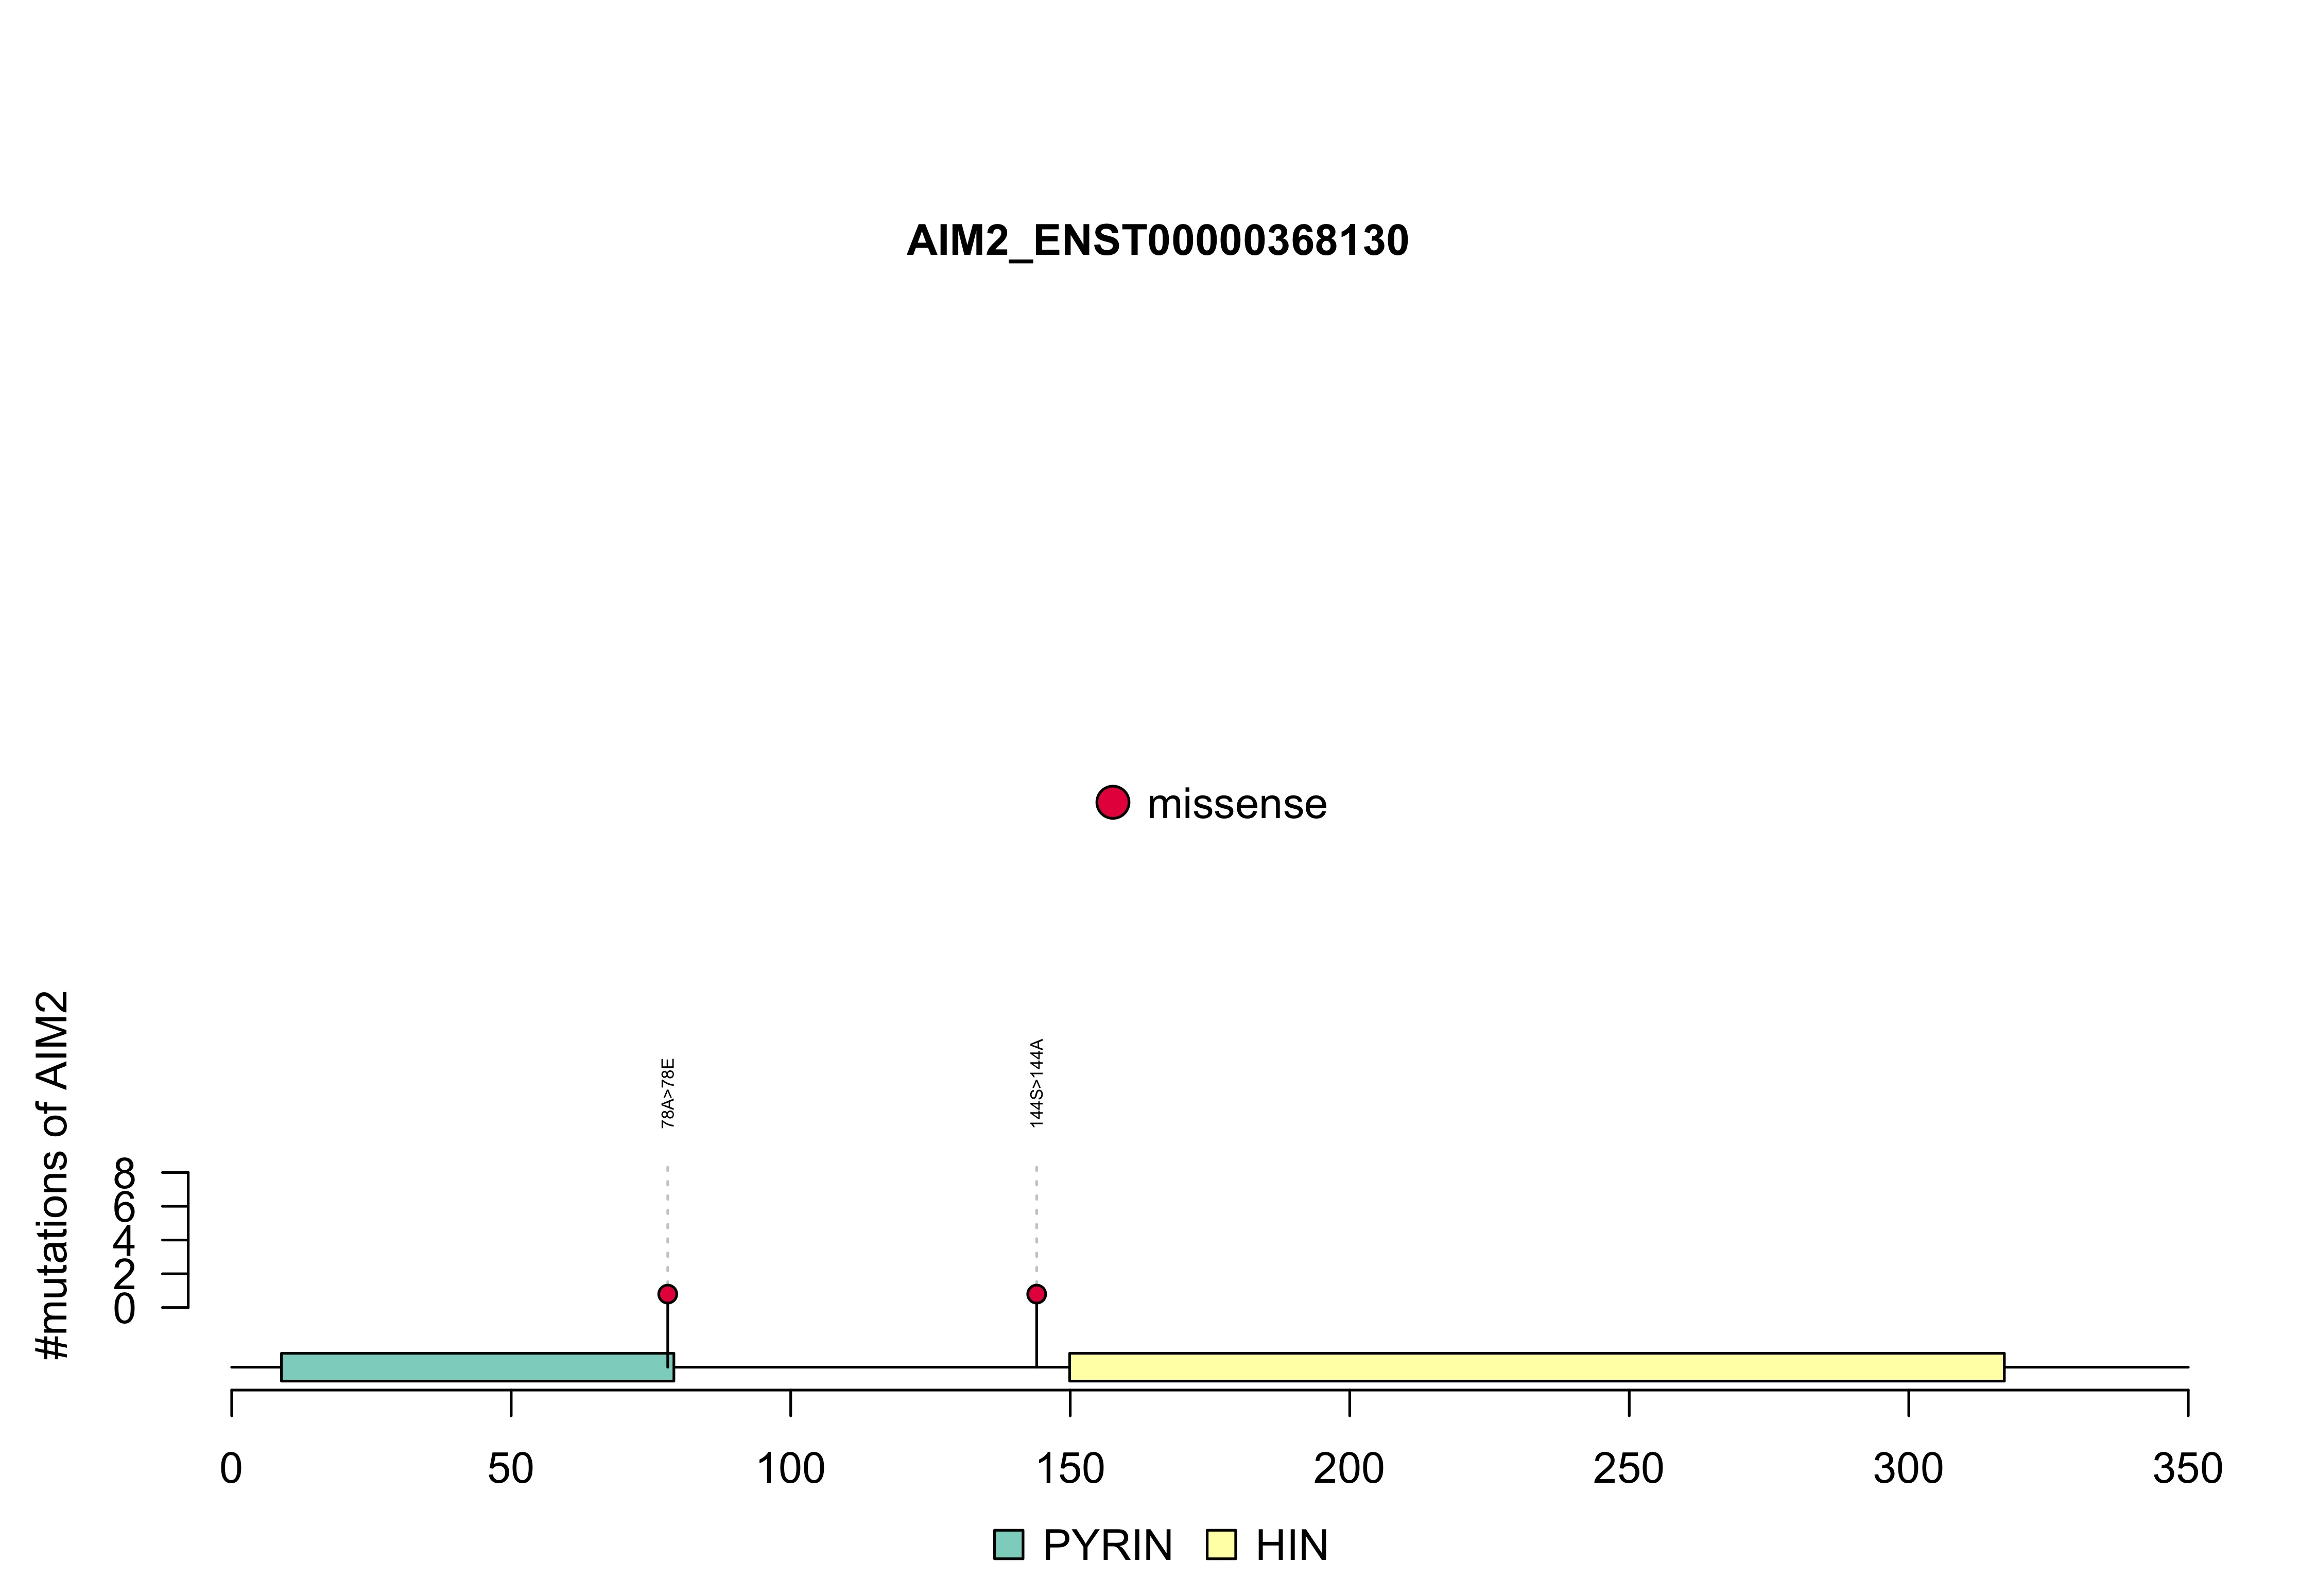 AIM2_ENST00000368130
missense
#mutations of AIM2
78A>78E
144S>144A
8
6
4
2
0
0 50 100 150 200 250 300 350
PYRIN HIN